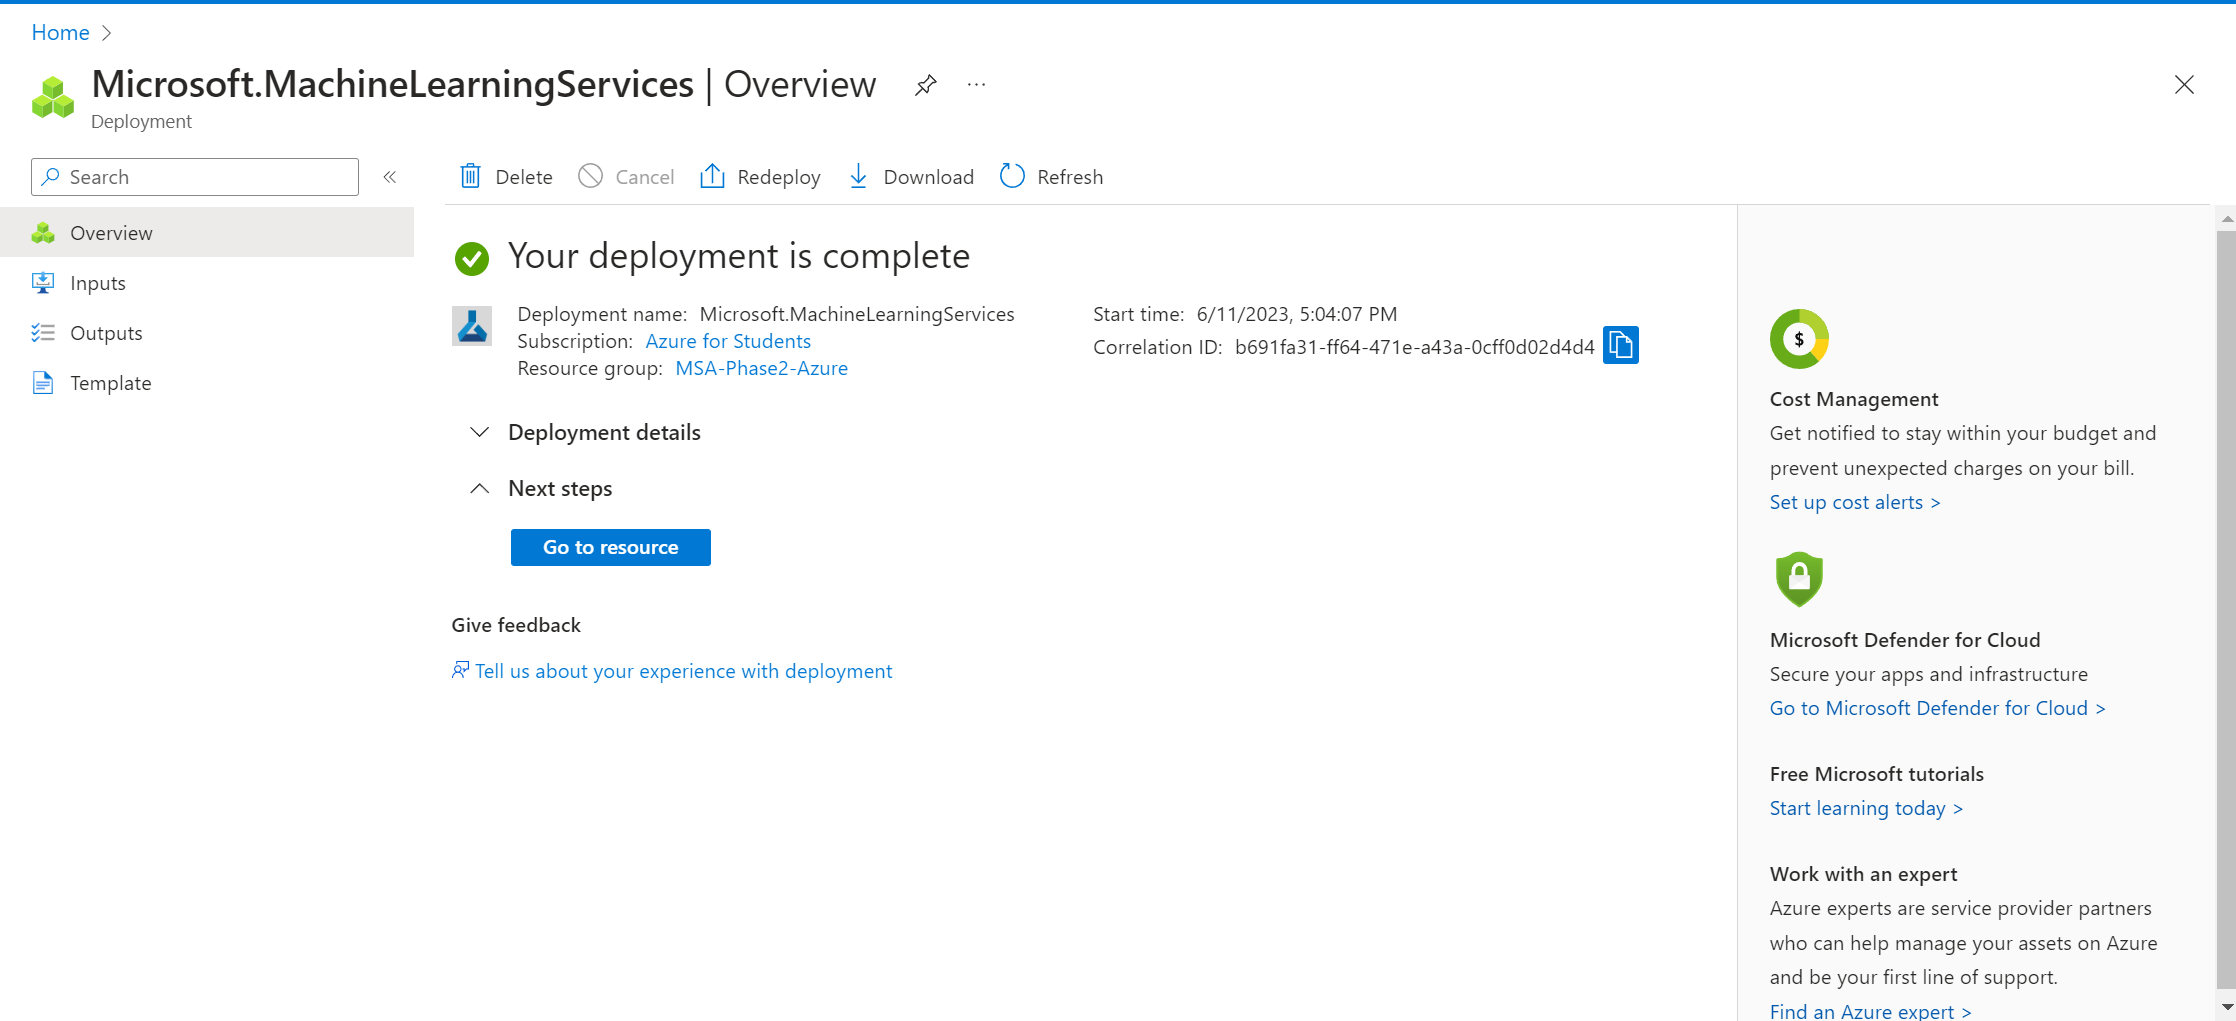 Home
Microsoft.MachineLearningServices | Overview
Deployment
Search
Overview
Inputs
Outputs
Template
Delete Cancel Redeploy Download Refresh
Your deployment is complete
Deployment name: Microsoft.MachineLearningServices
Subscription: Azure for Students
Resource group: MSA-Phase2-Azure
Start time: 6/11/2023, 5:04:07 PM
Correlation ID: b691fa31-ff64-471e-a43a-0cff0d02d4d4
Deployment details
Next steps
Go to resource
Give feedback
Tell us about your experience with deployment
$
Cost Management
Get notified to stay within your budget and
prevent unexpected charges on your bill.
Set up cost alerts >
Microsoft Defender for Cloud
Secure your apps and infrastructure
Go to Microsoft Defender for Cloud >
Free Microsoft tutorials
Start learning today >
Work with an expert
Azure experts are service provider partners
who can help manage your assets on Azure
and be your first line of support.
Find an Azure expert >